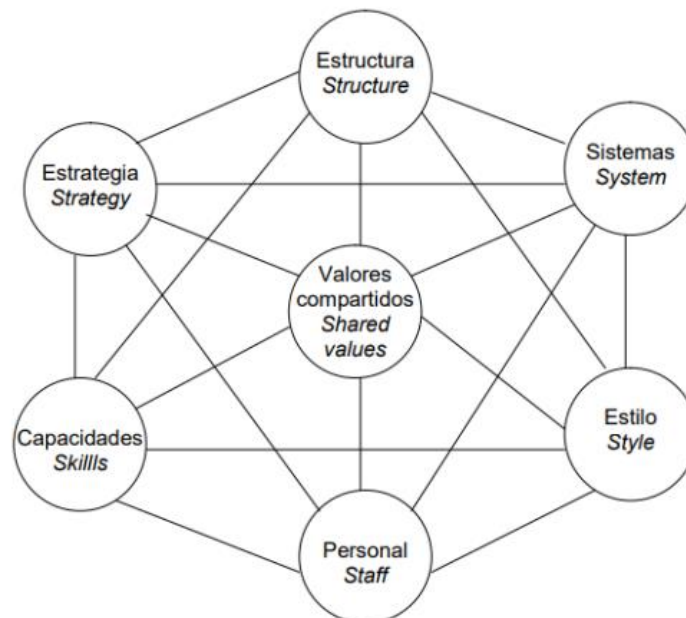 Estructura
Structure
Estrategia
Strategy
Sistemas
System
Valores
compartidos
Shared
values
Capacidades
Skillls
Estilo
Style
Personal
Staff